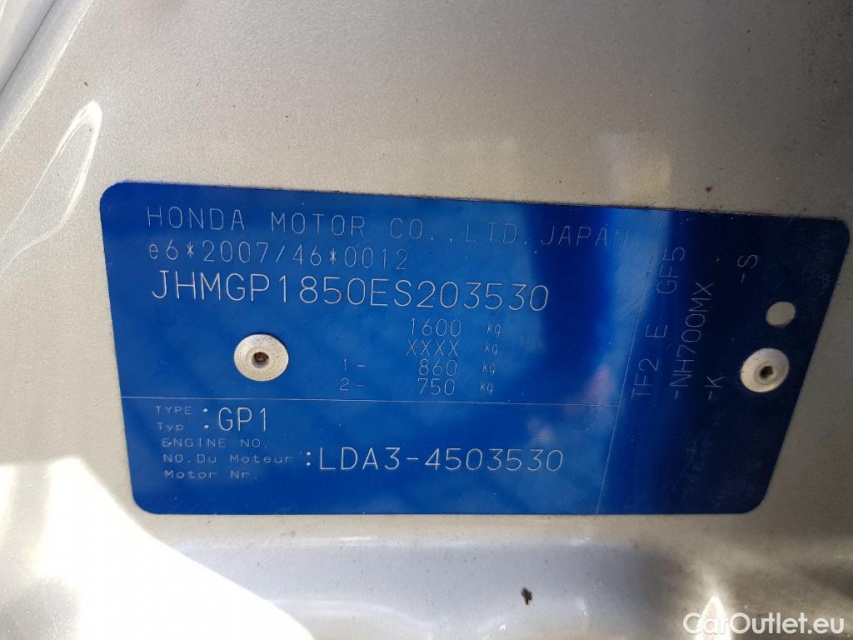 HONDA MOTOR CO.,LTD.JAPAN
e6*2007/46*0012
JHMGP1850ES203530
1600 kg
XXXX kg
1- 860 kg
2- 750 kg
TYPE
Typ :GP1
ENGINE NO.
NO.Du Moteur :LDA3-4503530
Motor Nr.
TF2 E GF5
-NH700MX -S
-K
CarOutlet.eu